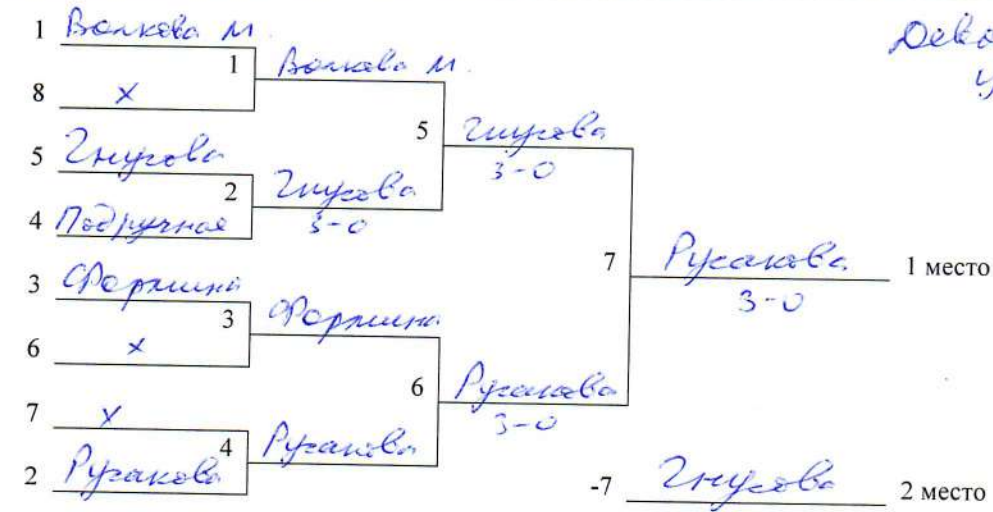 1 Волкова М.
1 Волкова М.
8 х
5 Гнусова
3-0
5 Гнусова
2 Гнусова
3-0
4 Подручная
7 Русакова 1 место
3-0
3 Формина
3 Формина
6 х
6 Русакова
3-0
7 х
4 Русакова
2 Русакова
-7 Гнусова 2 место